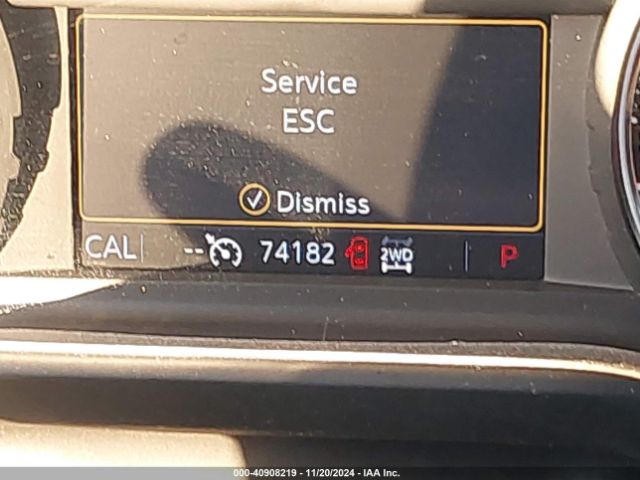 Service
ESC
Dismiss
CAL -- 74182 2WD P
000-40908219 - 11/20/2024 - IAA Inc.